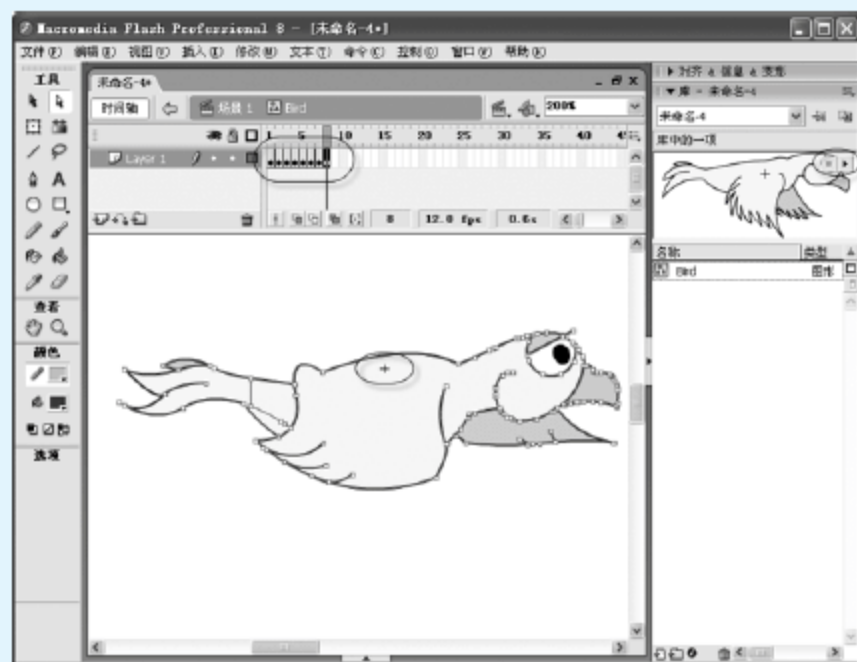 Macromedia Flash Professional 8 - [未命名-4*]
文件(F) 编辑(E) 视图(V) 插入(I) 修改(M) 文本(T) 命令(C) 控制(O) 窗口(W) 帮助(H)
工具
未命名-4*
时间轴 场景 1 Bird 200%
1 5 10 15 20 25 30 35 40 45
Layer 1
8 12.0 fps 0.6s
查看
颜色
选项
对齐 & 信息 & 变形
库 - 未命名-4
未命名-4
库中的一项
名称 类型
Bird 图形